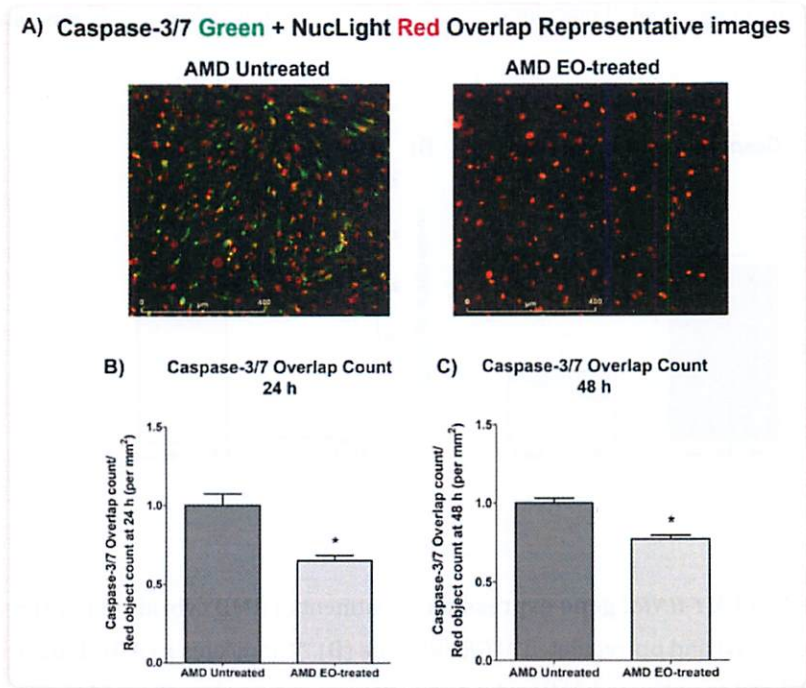 A) Caspase-3/7 Green + NucLight Red Overlap Representative images
AMD Untreated
AMD EO-treated
0 µm 400
0 µm 400
B) Caspase-3/7 Overlap Count
24 h
Caspase-3/7 Overlap count/
Red object count at 24 h (per mm²)
1.5
1.0
0.5
0.0
*
AMD Untreated AMD EO-treated
C) Caspase-3/7 Overlap Count
48 h
Caspase-3/7 Overlap count/
Red object count at 48 h (per mm²)
1.5
1.0
0.5
0.0
*
AMD Untreated AMD EO-treated